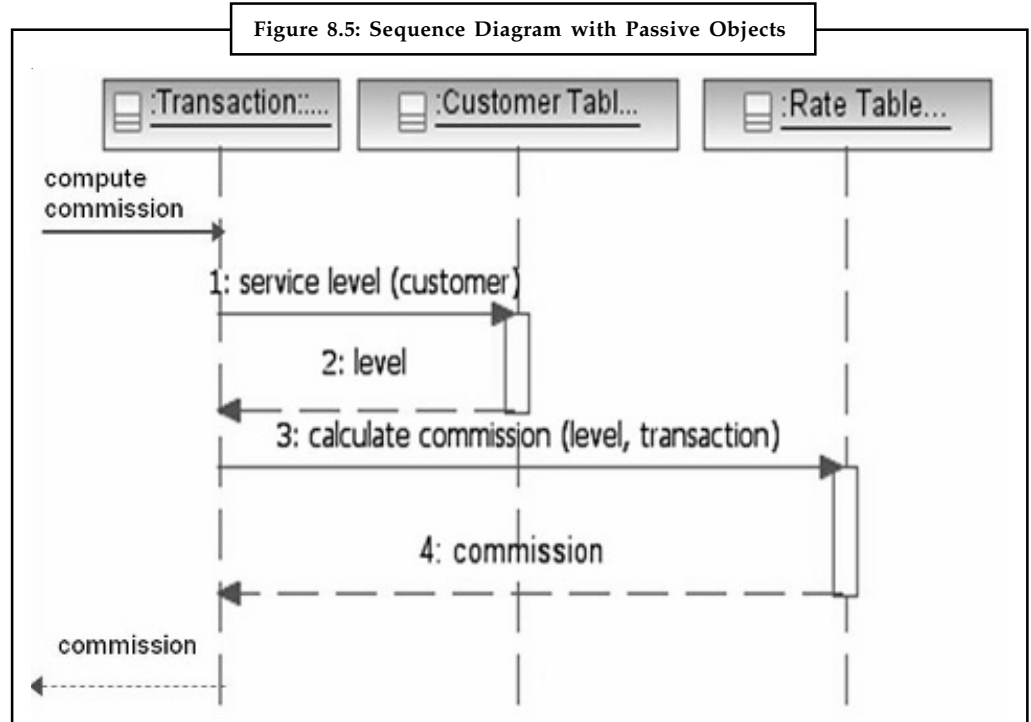 Figure 8.5: Sequence Diagram with Passive Objects
:Transaction::...
:Customer Tabl...
:Rate Table...
compute
commission
1: service level (customer)
2: level
3: calculate commission (level, transaction)
4: commission
commission